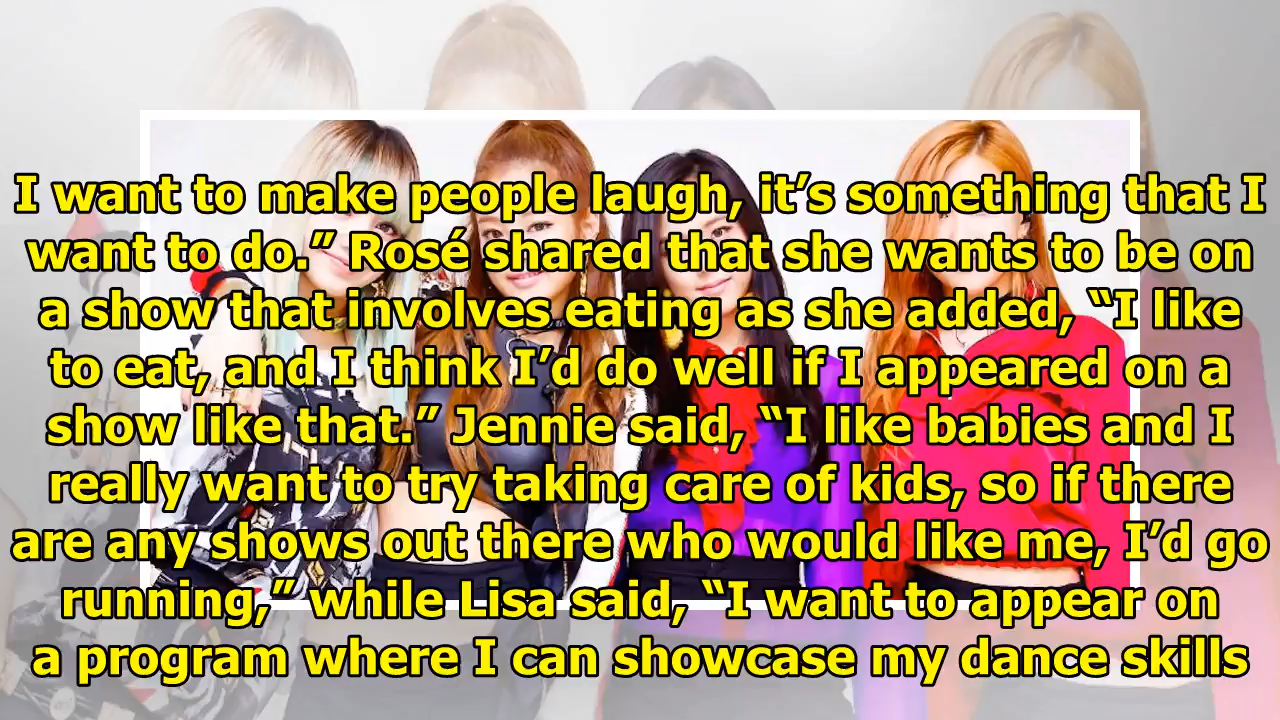 I want to make people laugh, it’s something that I
want to do.” Rosé shared that she wants to be on
a show that involves eating as she added, “I like
to eat, and I think I’d do well if I appeared on a
show like that.” Jennie said, “I like babies and I
really want to try taking care of kids, so if there
are any shows out there who would like me, I’d go
running,” while Lisa said, “I want to appear on
a program where I can showcase my dance skills